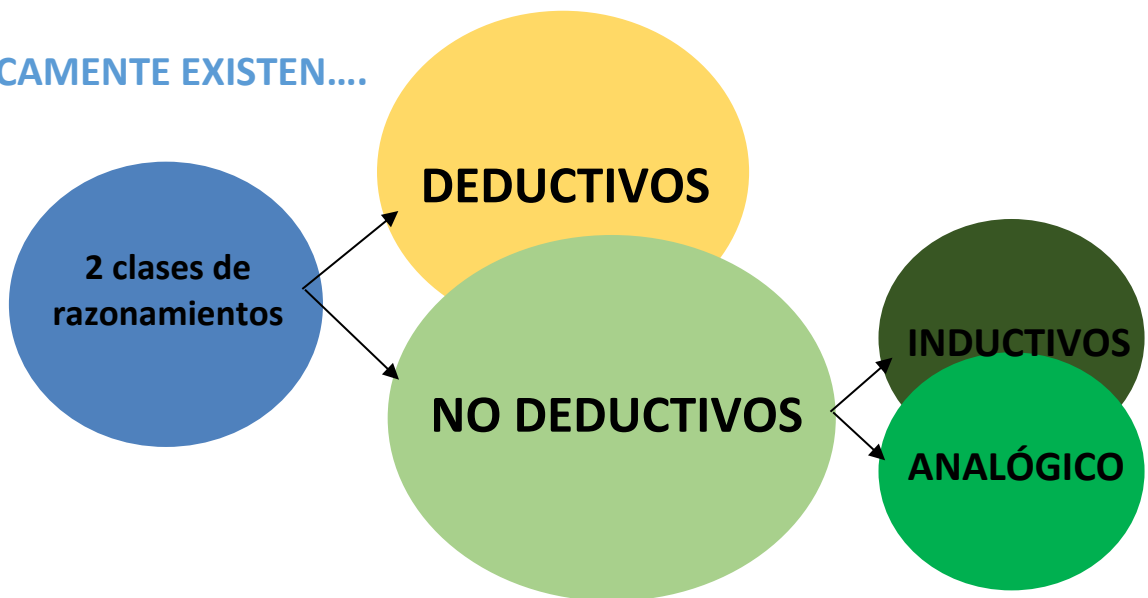 CAMENTE EXISTEN....
DEDUCTIVOS
2 clases de
razonamientos
NO DEDUCTIVOS
INDUCTIVOS
ANALÓGICO